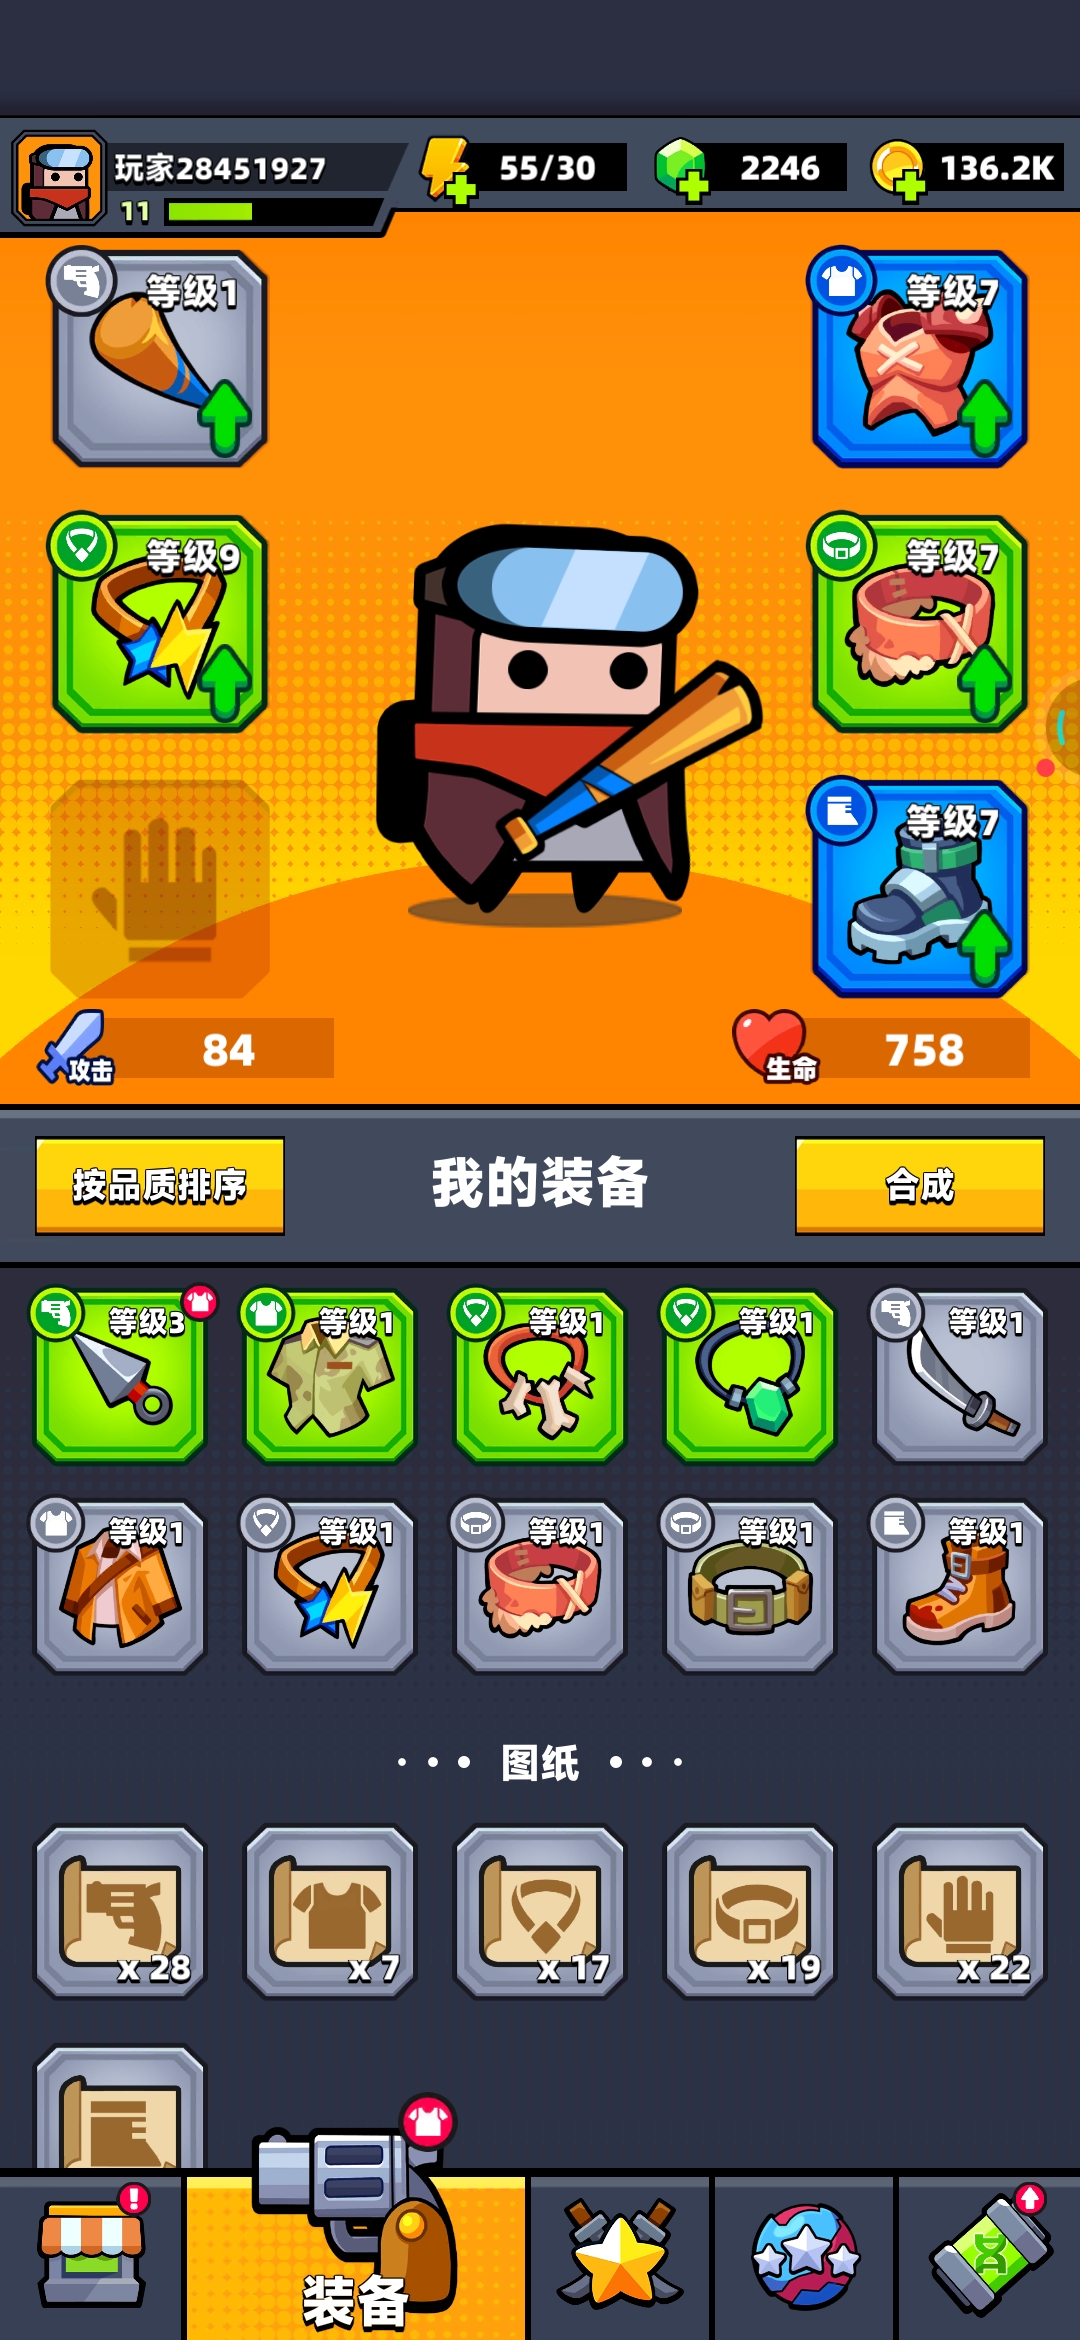 玩家28451927
11
55/30
2246
136.2K
等级1
等级7
等级9
等级7
等级7
攻击
84
生命
758
按品质排序
我的装备
合成
等级3
等级1
等级1
等级1
等级1
等级1
等级1
等级1
等级1
等级1
图纸
x 28
x 7
x 17
x 19
x 22
装备